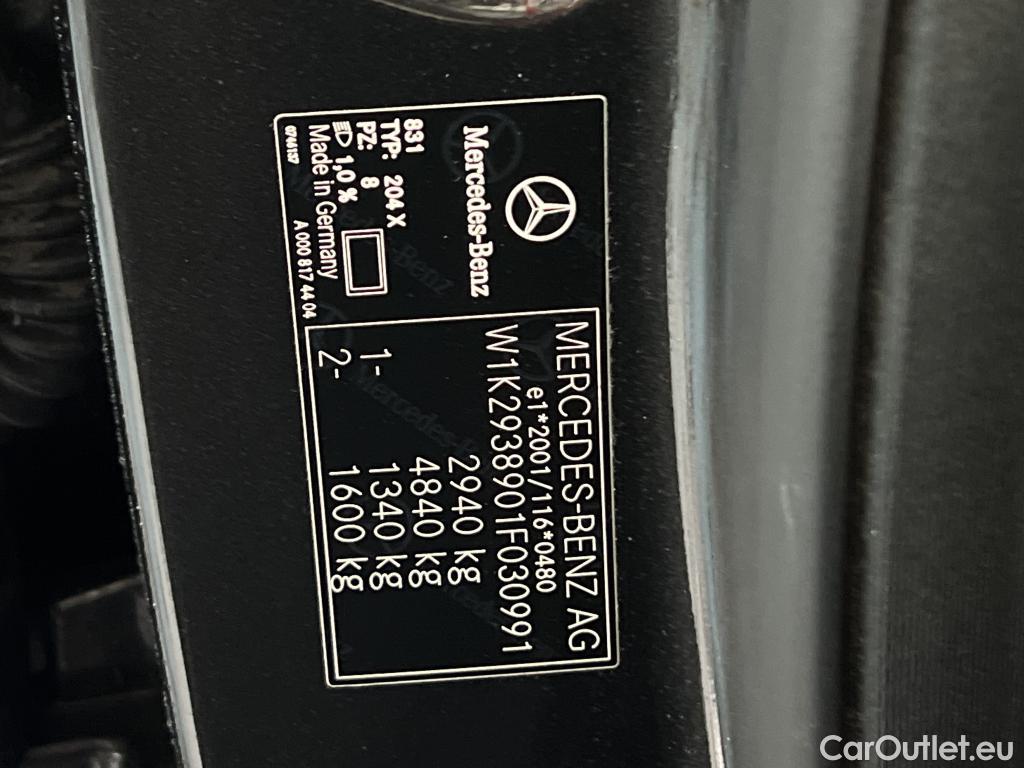 Mercedes-Benz
831
TYP: 204 X
PZ: 8
1,0 %
Made in Germany
0746157 A 000 817 44 04
MERCEDES-BENZ AG
e1*2001/116*0480
W1K2938901F030991
2940 kg
4840 kg
1- 1340 kg
2- 1600 kg
CarOutlet.eu